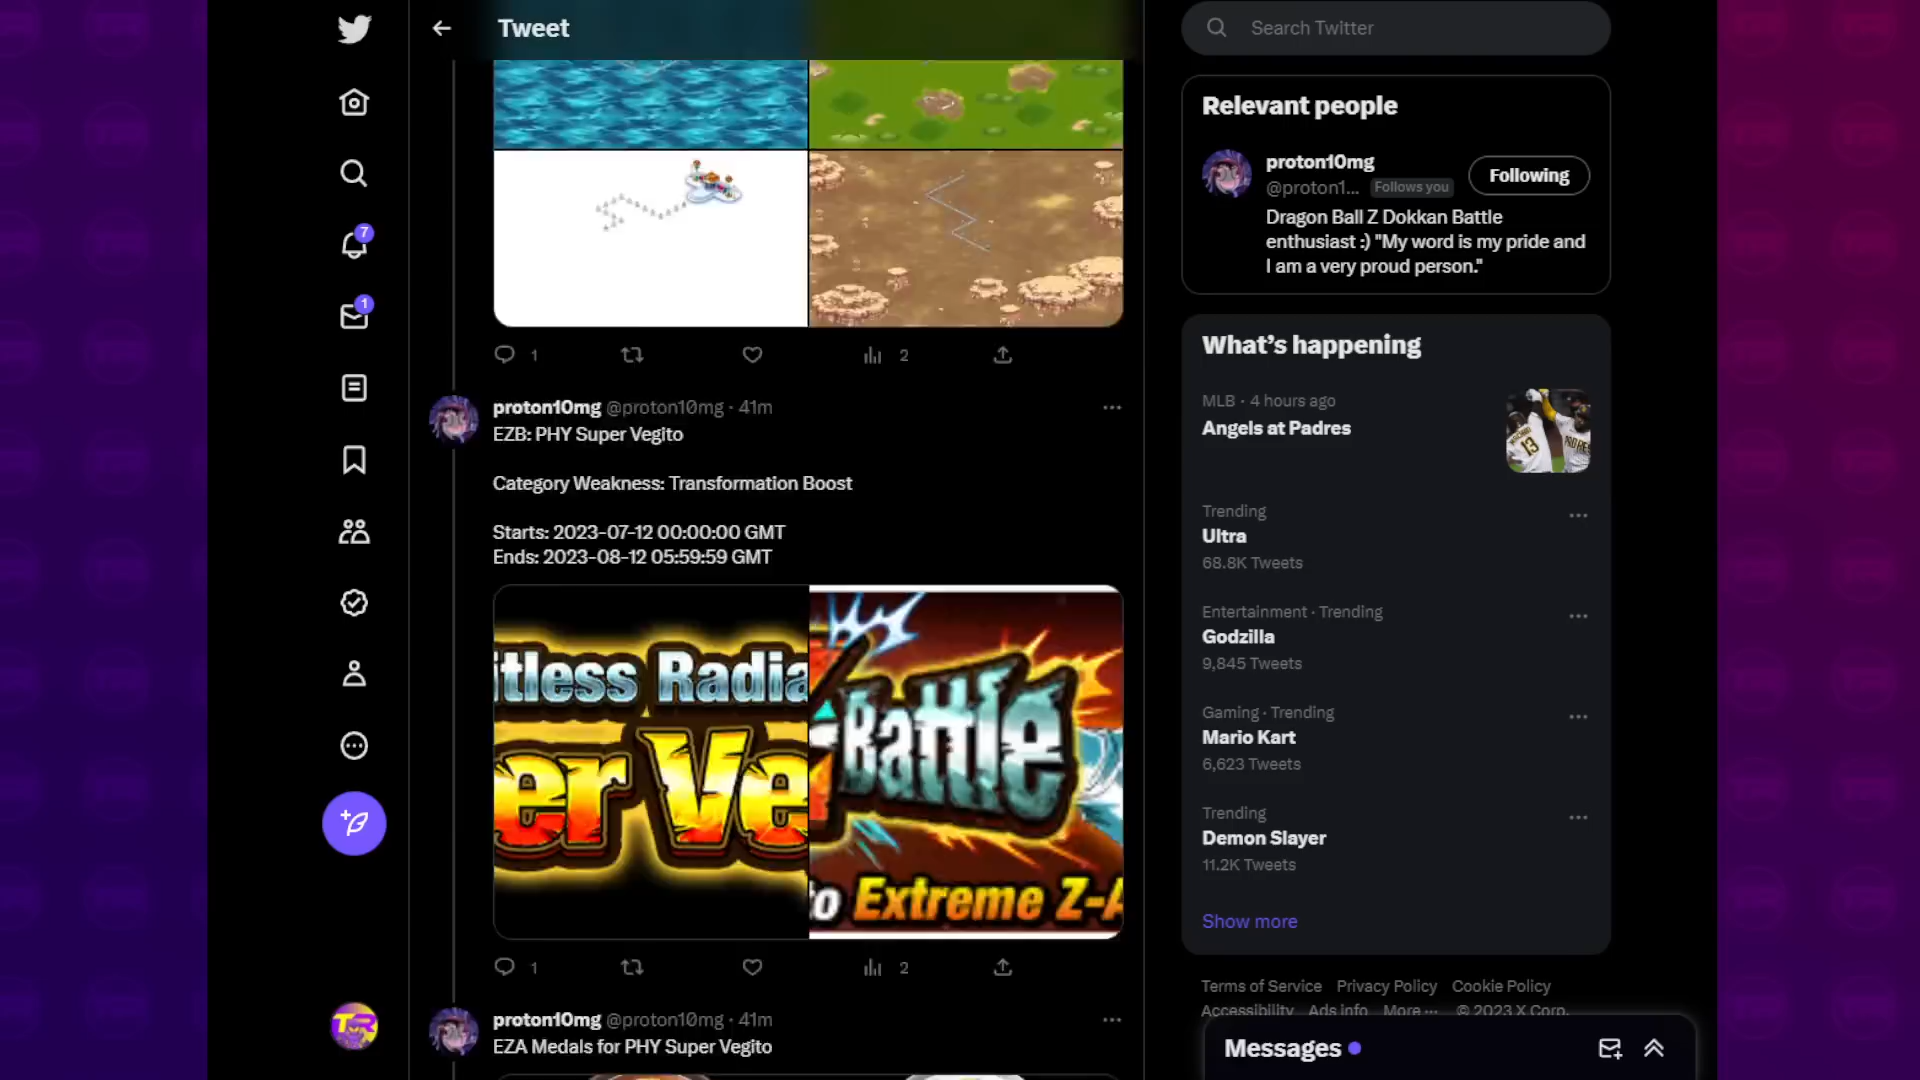 Tweet
Search Twitter
7
1
1
2
proton10mg @proton10mg · 41m
EZB: PHY Super Vegito
Category Weakness: Transformation Boost
Starts: 2023-07-12 00:00:00 GMT
Ends: 2023-08-12 05:59:59 GMT
itless Radia
er Ve
Battle
to Extreme Z-A
1
2
proton10mg @proton10mg · 41m
EZA Medals for PHY Super Vegito
TR
Relevant people
proton10mg
@proton1... Follows you
Following
Dragon Ball Z Dokkan Battle
enthusiast :) "My word is my pride and
I am a very proud person."
What's happening
MLB · 4 hours ago
Angels at Padres
13
Trending
Ultra
68.8K Tweets
Entertainment · Trending
Godzilla
9,845 Tweets
Gaming · Trending
Mario Kart
6,623 Tweets
Trending
Demon Slayer
11.2K Tweets
Show more
Terms of Service Privacy Policy Cookie Policy
Accessibility Ads info More ··· © 2023 X Corp.
Messages